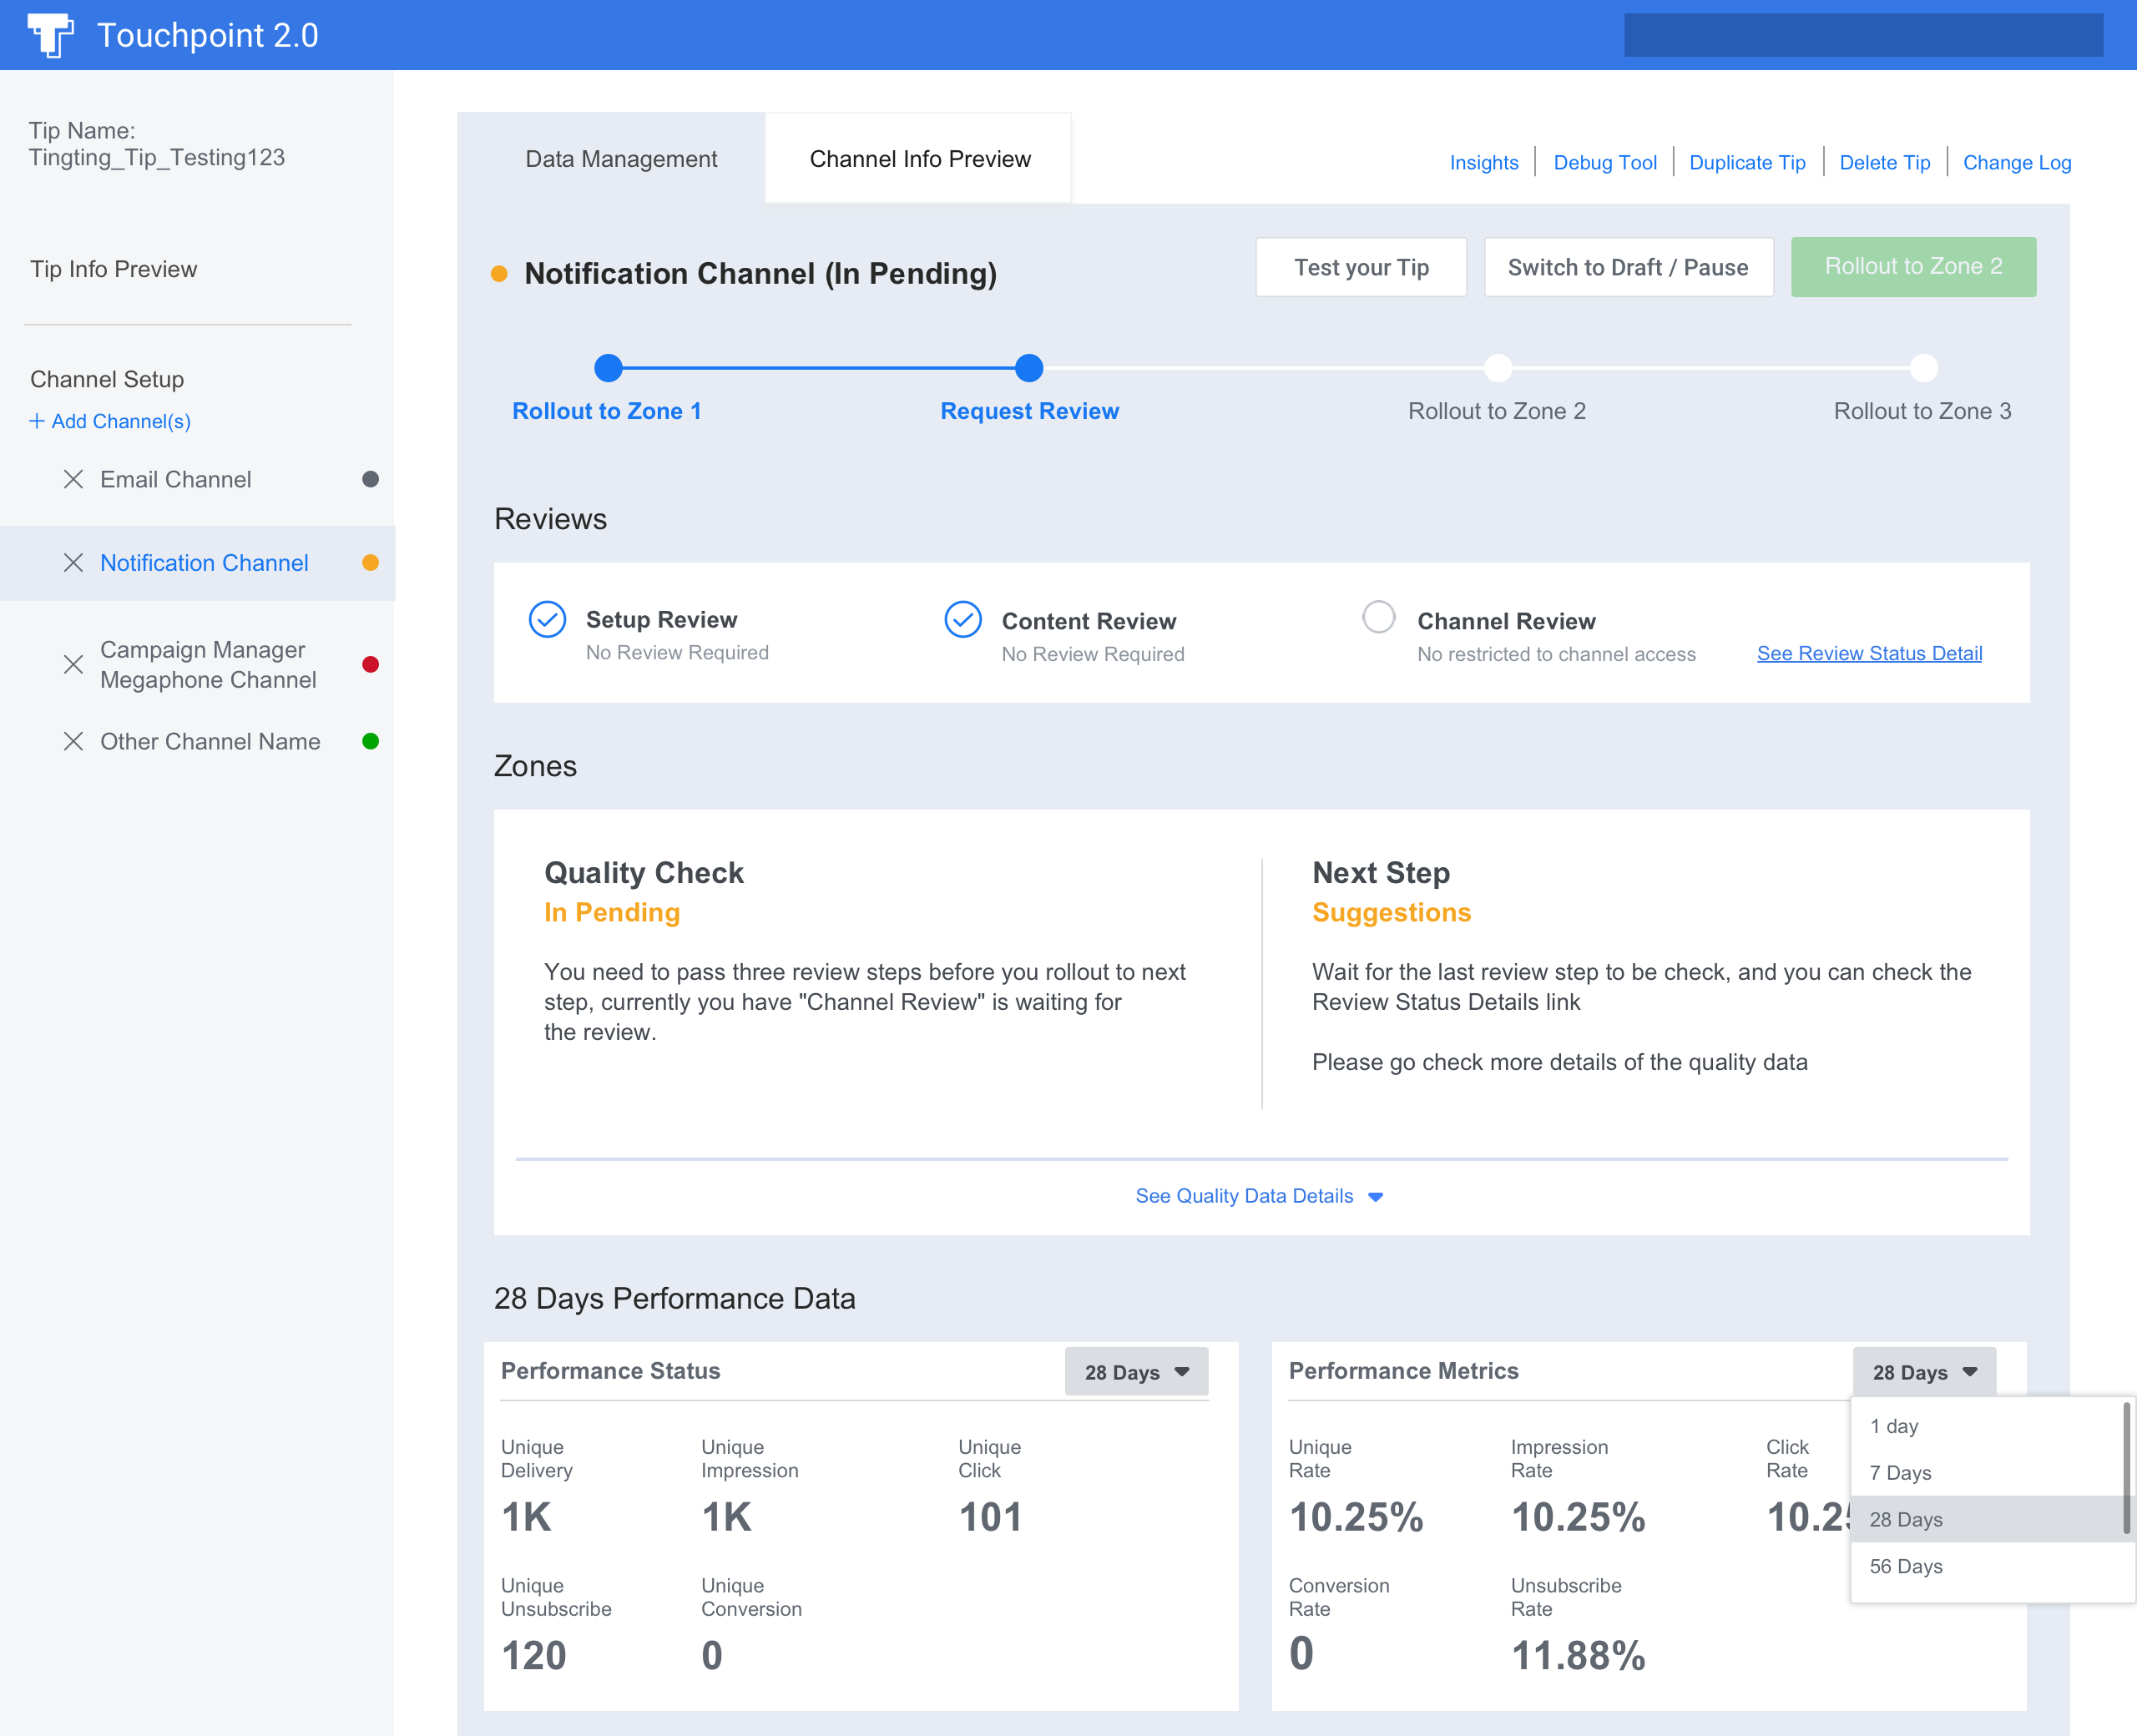 Touchpoint 2.0
Tip Name:
Tingting_Tip_Testing123
Tip Info Preview
Channel Setup
+ Add Channel(s)
Email Channel
Notification Channel
Campaign Manager
Megaphone Channel
Other Channel Name
Data Management
Channel Info Preview
Insights
Debug Tool
Duplicate Tip
Delete Tip
Change Log
Notification Channel (In Pending)
Test your Tip
Switch to Draft / Pause
Rollout to Zone 2
Rollout to Zone 1
Request Review
Rollout to Zone 2
Rollout to Zone 3
Reviews
Setup Review
No Review Required
Content Review
No Review Required
Channel Review
No restricted to channel access
See Review Status Detail
Zones
Quality Check
In Pending
You need to pass three review steps before you rollout to next
step, currently you have "Channel Review" is waiting for
the review.
Next Step
Suggestions
Wait for the last review step to be check, and you can check the
Review Status Details link
Please go check more details of the quality data
See Quality Data Details
28 Days Performance Data
Performance Status
28 Days
Unique
Delivery
1K
Unique
Impression
1K
Unique
Click
101
Unique
Unsubscribe
120
Unique
Conversion
0
Performance Metrics
28 Days
Unique
Rate
10.25%
Impression
Rate
10.25%
Click
Rate
10.25
Conversion
Rate
0
Unsubscribe
Rate
11.88%
1 day
7 Days
28 Days
56 Days